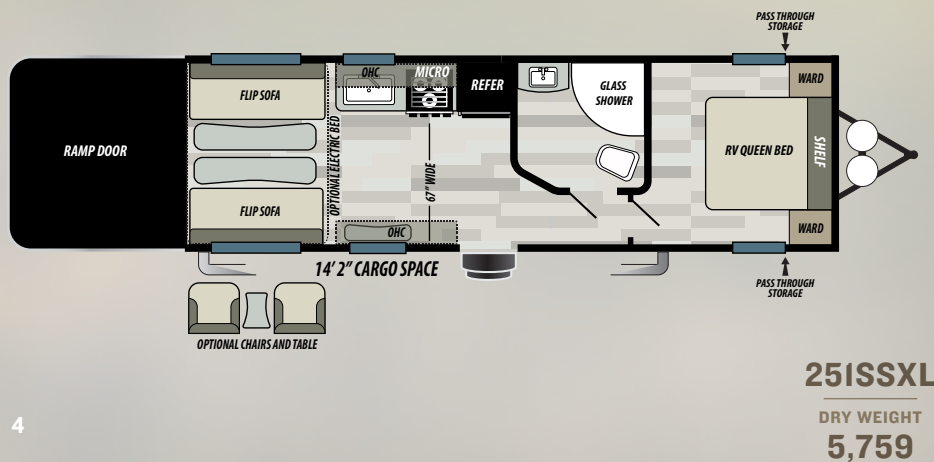 PASS THROUGH
STORAGE
OHC
MICRO
REFER
GLASS
SHOWER
WARD
FLIP SOFA
RAMP DOOR
OPTIONAL ELECTRIC BED
67" WIDE
RV QUEEN BED
SHELF
FLIP SOFA
OHC
WARD
14' 2" CARGO SPACE
PASS THROUGH
STORAGE
OPTIONAL CHAIRS AND TABLE
251SSXL
DRY WEIGHT
5,759
4